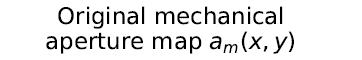 Original mechanical
aperture map $a_m(x, y)$